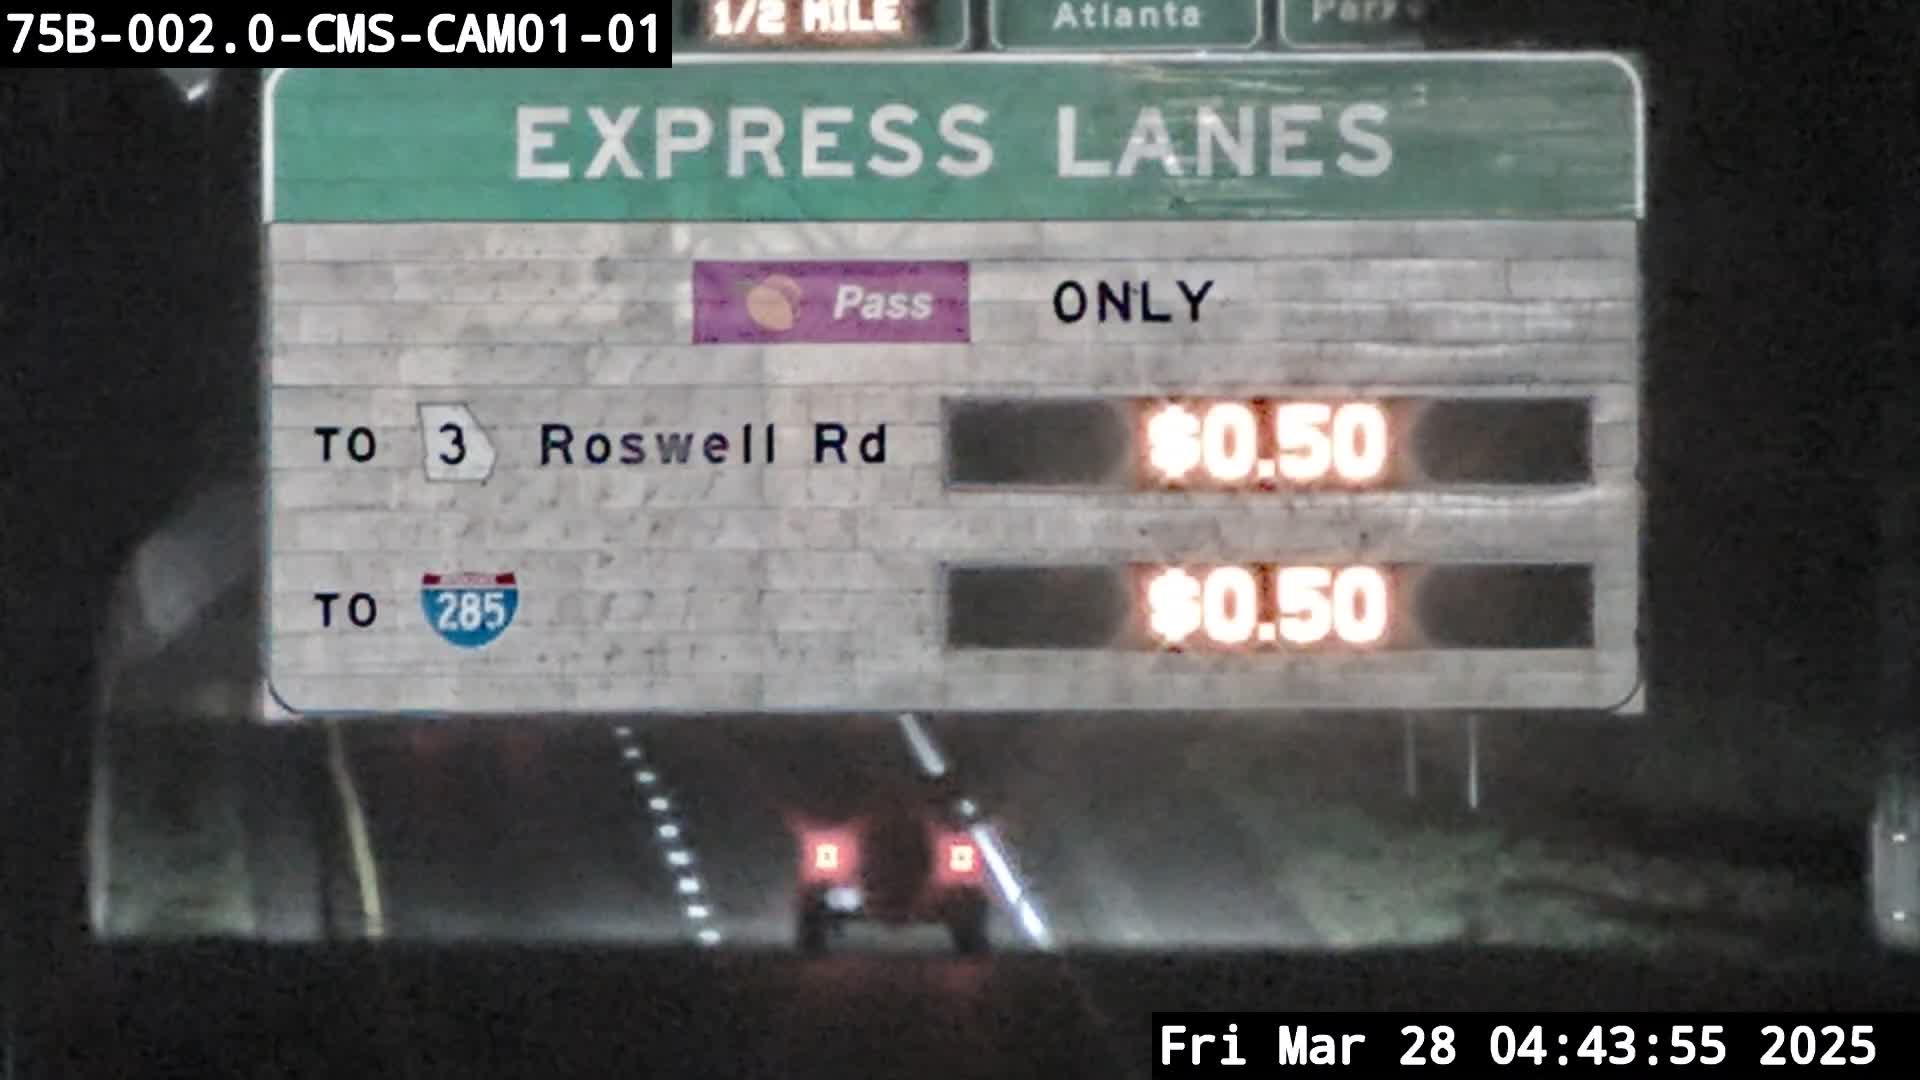 75B-002.0-CMS-CAM01-01
1/2 MILE
Atlanta
EXPRESS LANES
Pass ONLY
TO 3 Roswell Rd $0.50
TO 285 $0.50
Fri Mar 28 04:43:55 2025